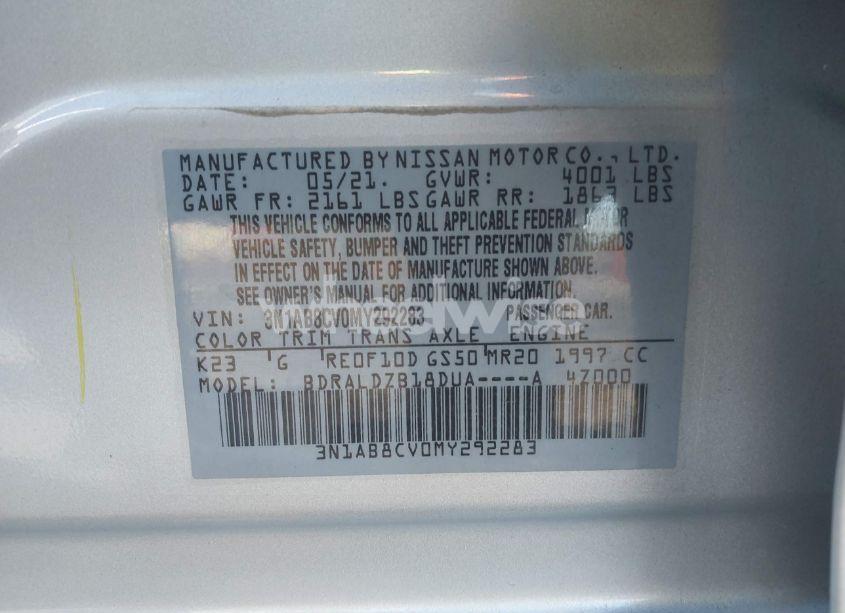 MANUFACTURED BY NISSAN MOTOR CO., LTD.
DATE: 05/21. GVWR: 4001 LBS
GAWR FR: 2161 LBS GAWR RR: 1863 LBS
THIS VEHICLE CONFORMS TO ALL APPLICABLE FEDERAL MOTOR
VEHICLE SAFETY, BUMPER AND THEFT PREVENTION STANDARDS
IN EFFECT ON THE DATE OF MANUFACTURE SHOWN ABOVE.
SEE OWNER'S MANUAL FOR ADDITIONAL INFORMATION.
VIN: 3N1AB8CV0MY292283 PASSENGER CAR.
COLOR TRIM TRANS AXLE ENGINE
K23 G RE0F10D GS50 MR20 1997 CC
MODEL: BDRALDZB18DUA----A 47000
3N1AB8CV0MY292283